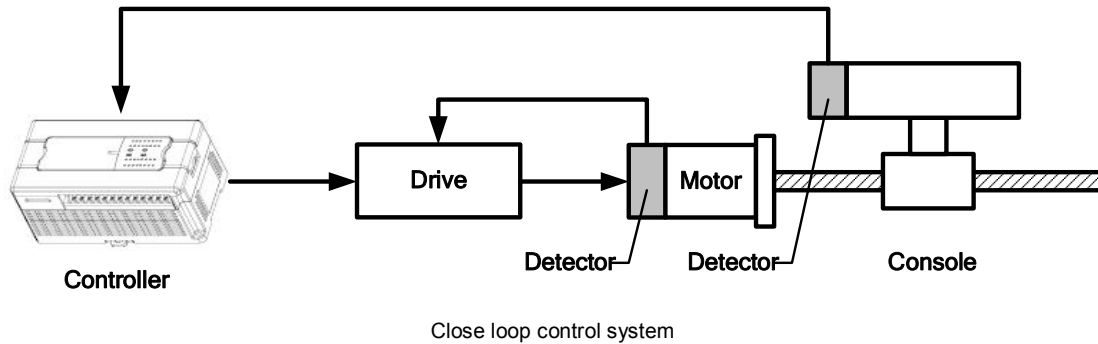 Drive
Motor
Detector
Detector
Console
Controller
Close loop control system